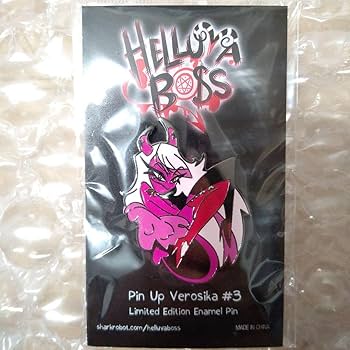 HELLUVA
BOSS
Pin Up Verosika #3
Limited Edition Enamel Pin
sharkrobot.com/helluvaboss
MADE IN CHINA